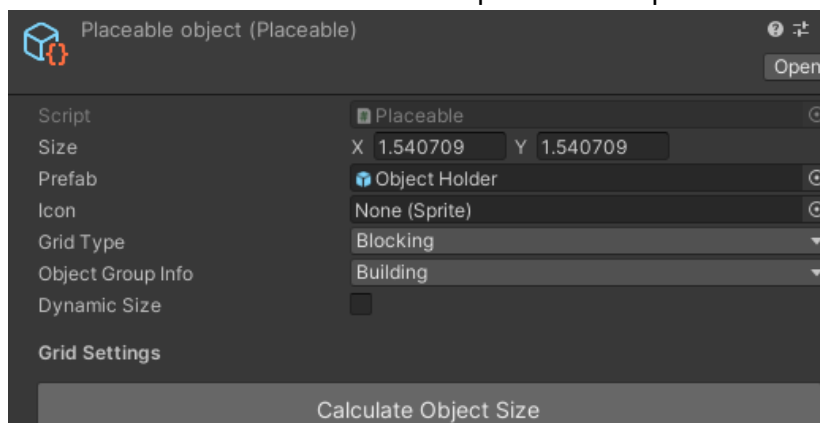 Placeable object (Placeable)
Open
Script Placeable
Size X 1.540709 Y 1.540709
Prefab Object Holder
Icon None (Sprite)
Grid Type Blocking
Object Group Info Building
Dynamic Size
Grid Settings
Calculate Object Size